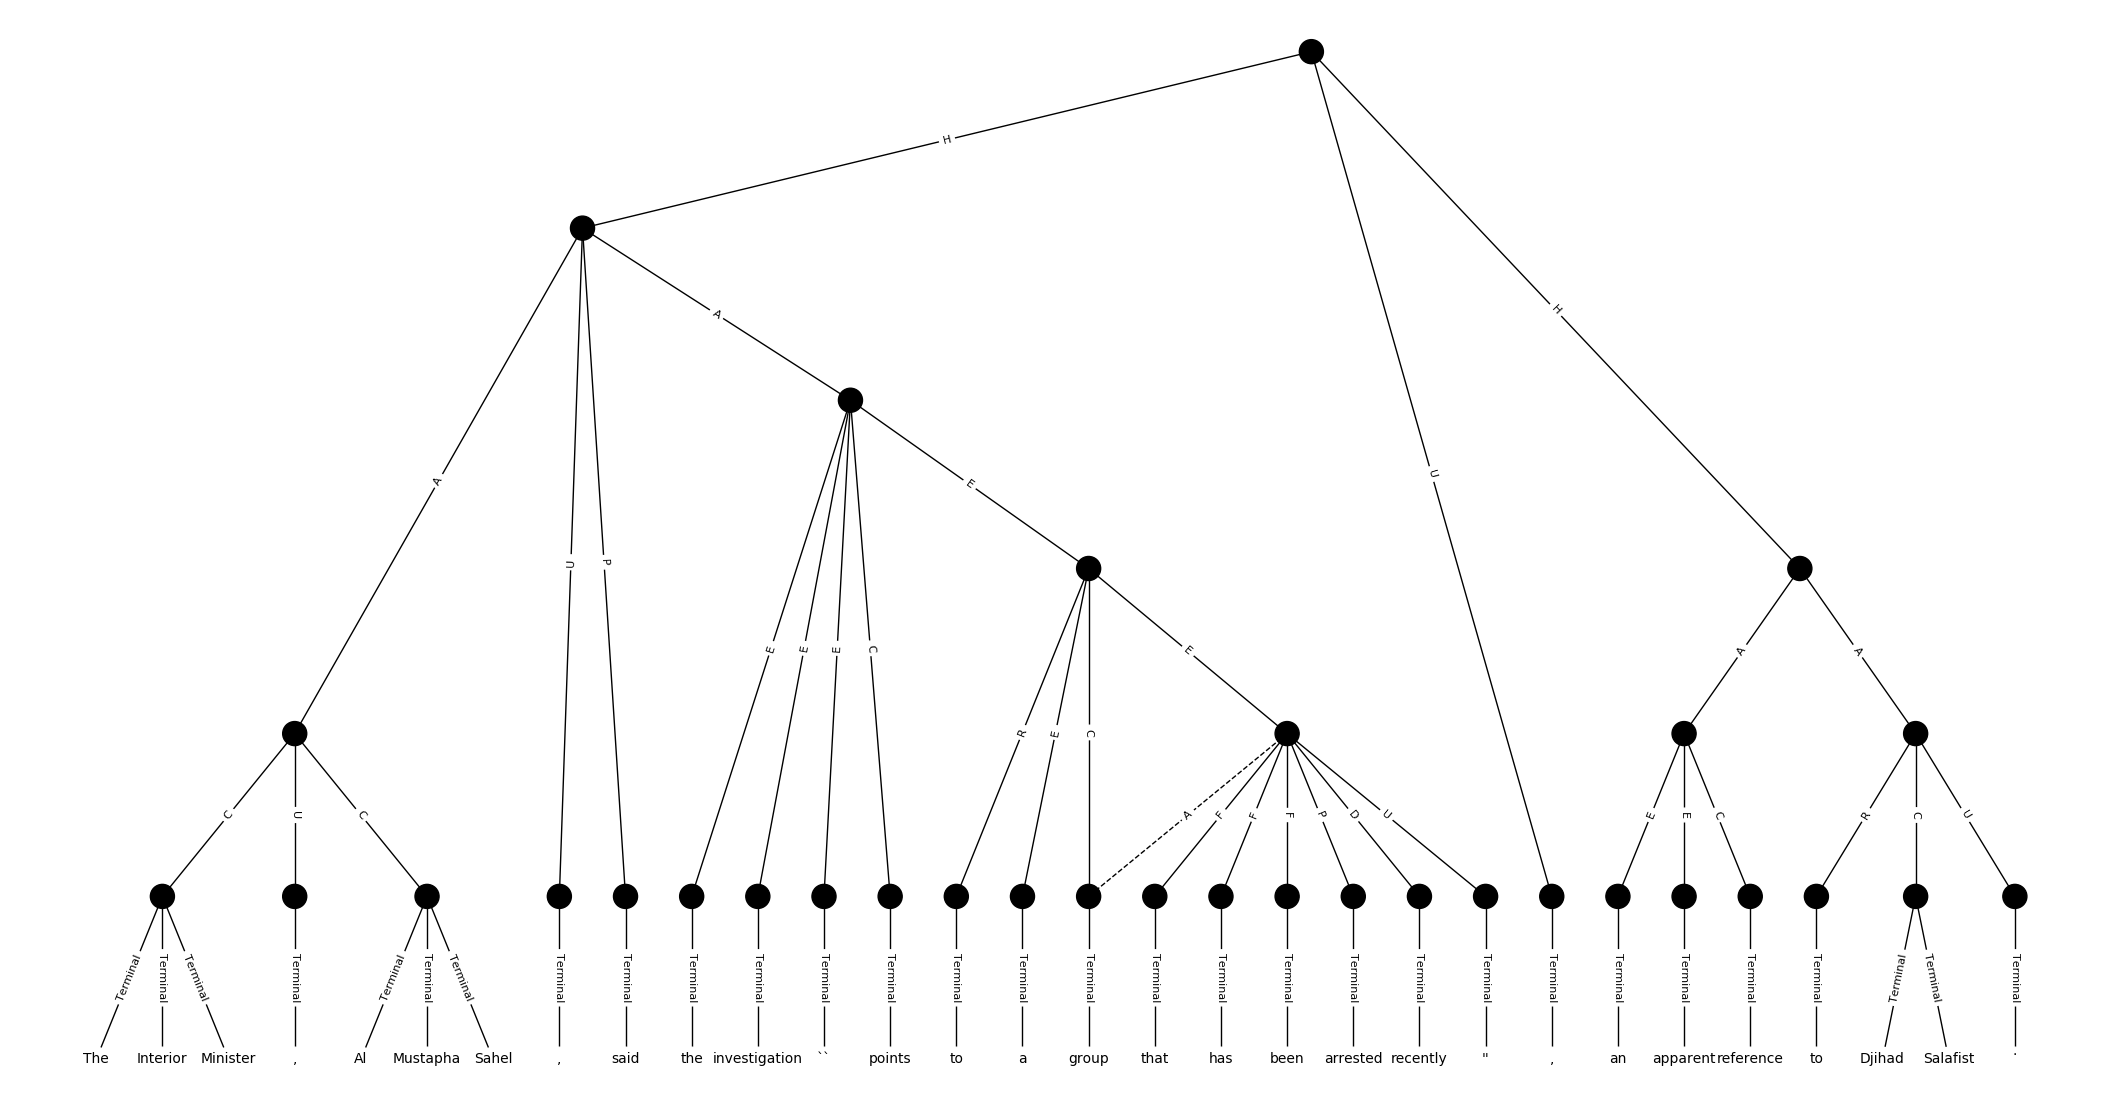 H
A
H
A
U
E
U
P
E
E
E
C
R
E
C
E
A
A
C
U
C
A
F
F
F
P
D
U
E
E
C
R
C
U
Terminal Terminal Terminal Terminal Terminal Terminal Terminal Terminal Terminal Terminal Terminal Terminal Terminal Terminal Terminal Terminal Terminal Terminal Terminal Terminal Terminal Terminal Terminal Terminal Terminal Terminal Terminal Terminal Terminal Terminal
The Interior Minister , Al Mustapha Sahel , said the investigation `` points to a group that has been arrested recently " , an apparent reference to Djihad Salafist .